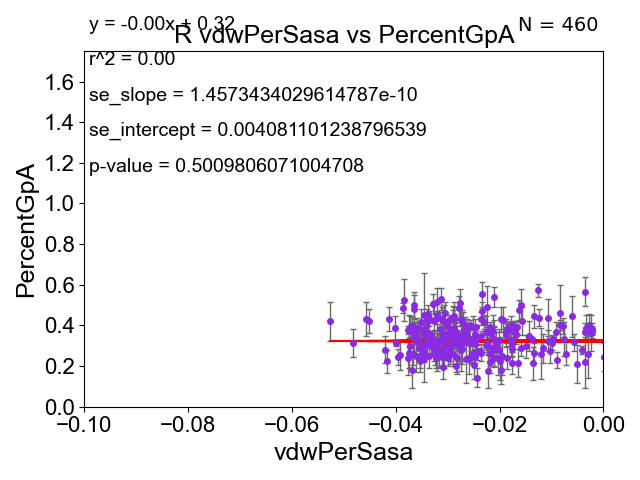 y = -0.00x + 0.32
N = 460
R vdwPerSasa vs PercentGpA
r^2 = 0.00
se_slope = 1.4573434029614787e-10
se_intercept = 0.004081101238796539
p-value = 0.5009806071004708
PercentGpA
1.6
1.4
1.2
1.0
0.8
0.6
0.4
0.2
0.0
−0.10 −0.08 −0.06 −0.04 −0.02 0.00
vdwPerSasa